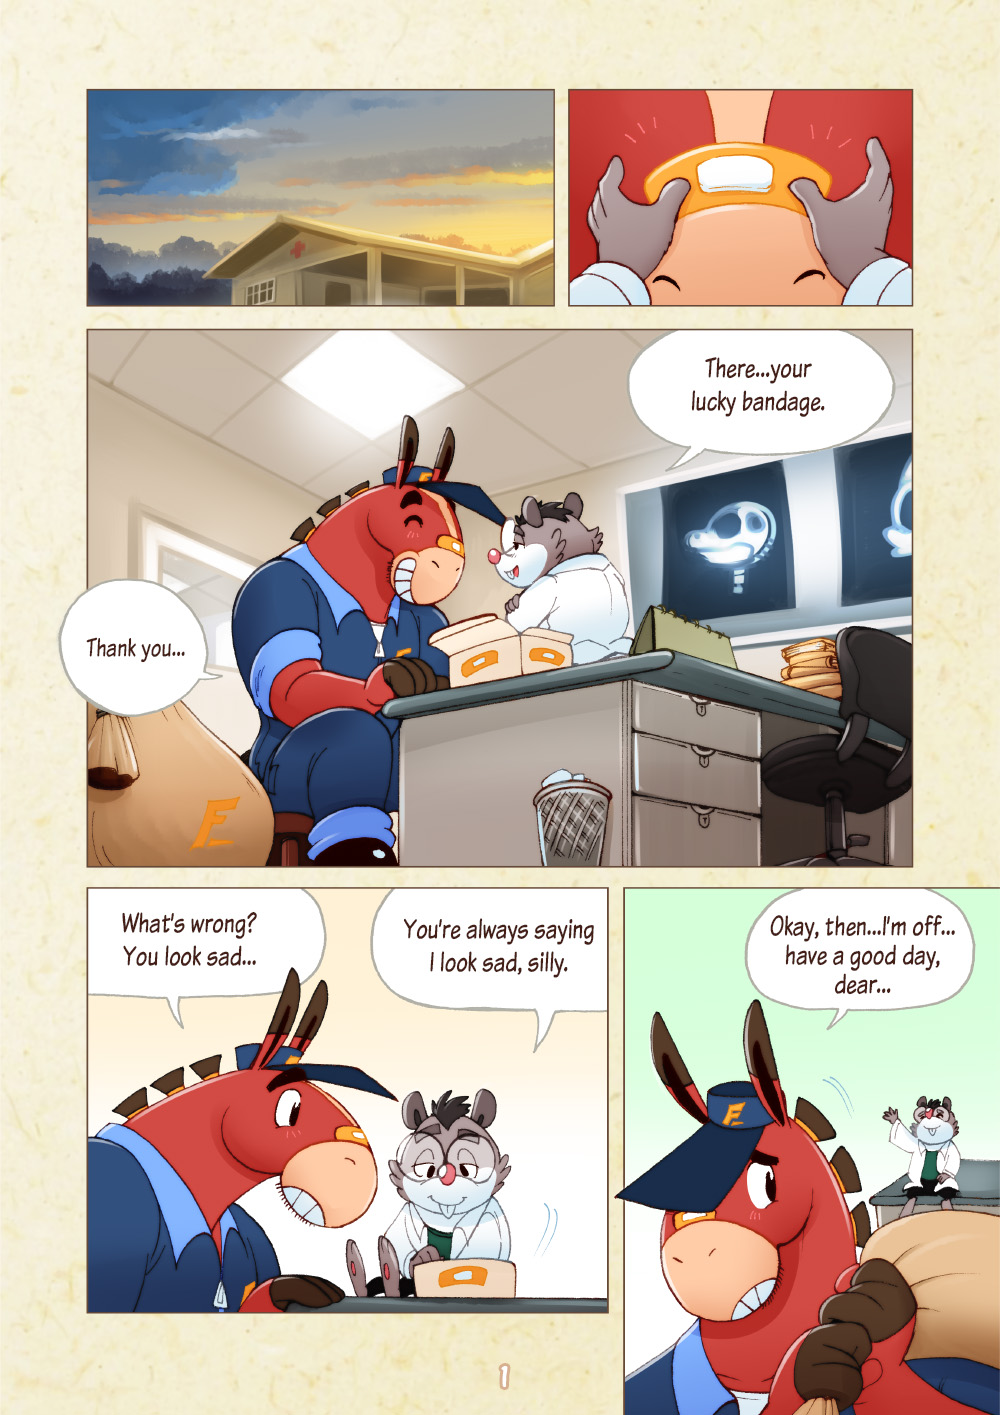 There...your
lucky bandage.
Thank you...
F
What's wrong?
You look sad...
You're always saying
I look sad, silly.
Okay, then...I'm off...
have a good day,
dear...
F
1